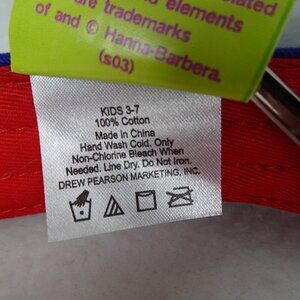 and elements
are trademarks
of and © Hanna-Barbera.
(s03)
KIDS 3-7
100% Cotton
Made in China
Hand Wash Cold. Only
Non-Chlorine Bleach When
Needed. Line Dry. Do Not Iron.
DREW PEARSON MARKETING, INC.